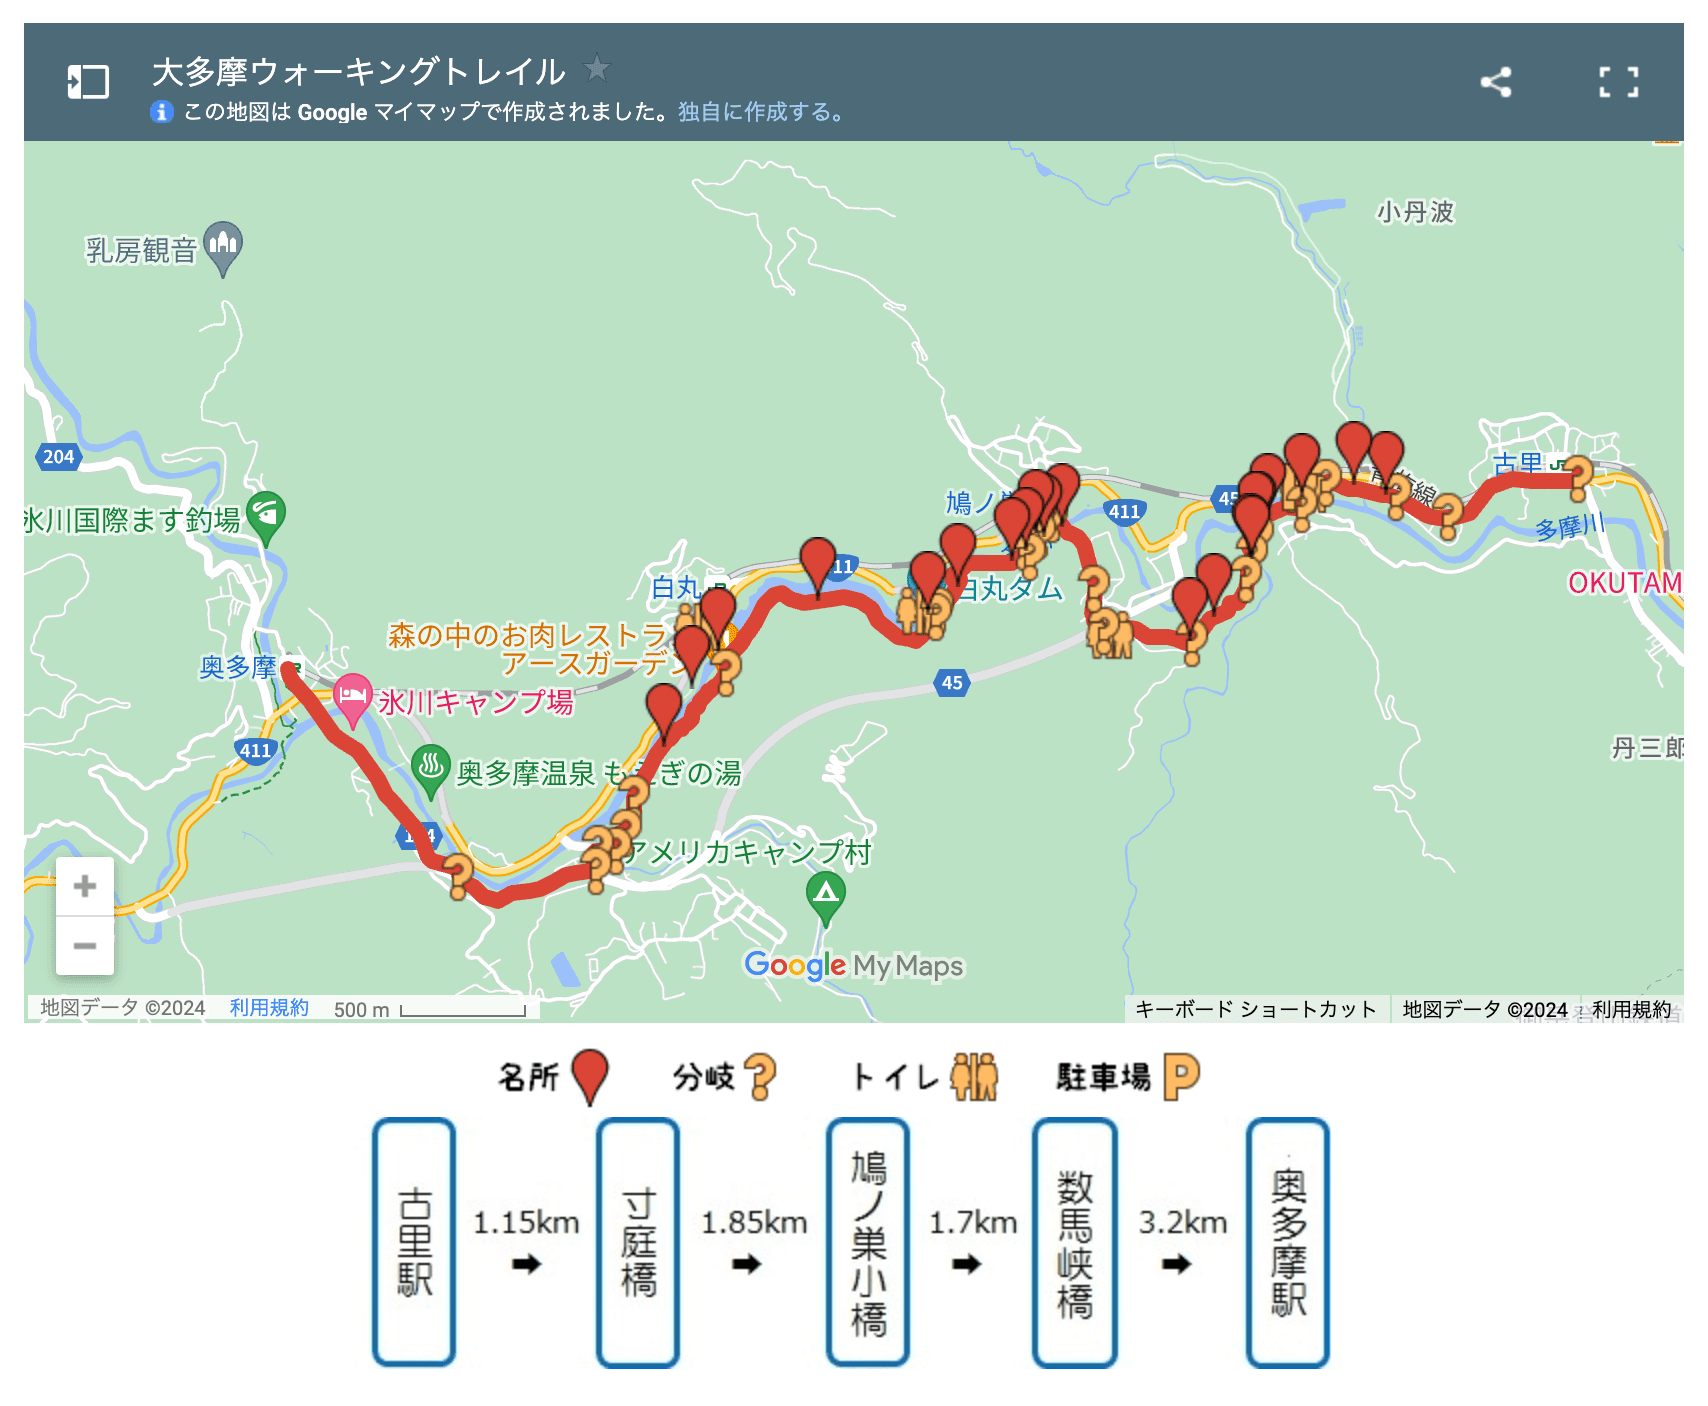 大多摩ウォーキングトレイル
この地図は Google マイマップで作成されました。独自に作成する。
小丹波
乳房観音
204
古里
青梅線
45
氷川国際ます釣場
鳩ノ
411
多摩川
11
白丸
白丸ダム
OKUTAM
森の中のお肉レストラ
アースガーデン
奥多摩
45
氷川キャンプ場
411
丹三郎
奥多摩温泉 もえぎの湯
アメリカキャンプ村
Google My Maps
地図データ ©2024 利用規約 500 m
キーボード ショートカット 地図データ ©2024 利用規約
名所 分岐 トイレ 駐車場 P
古里駅
1.15km
寸庭橋
1.85km
鳩ノ巣小橋
1.7km
数馬峡橋
3.2km
奥多摩駅